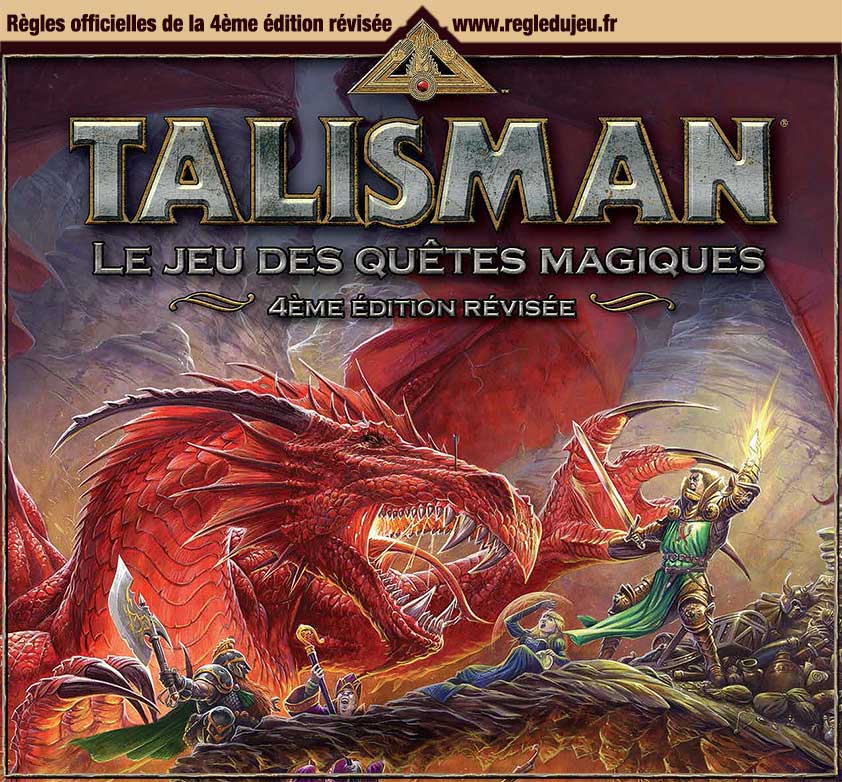 Règles officielles de la 4ème édition révisée www.regledujeu.fr
TALISMAN®
LE JEU DES QUÊTES MAGIQUES
4ÈME ÉDITION RÉVISÉE